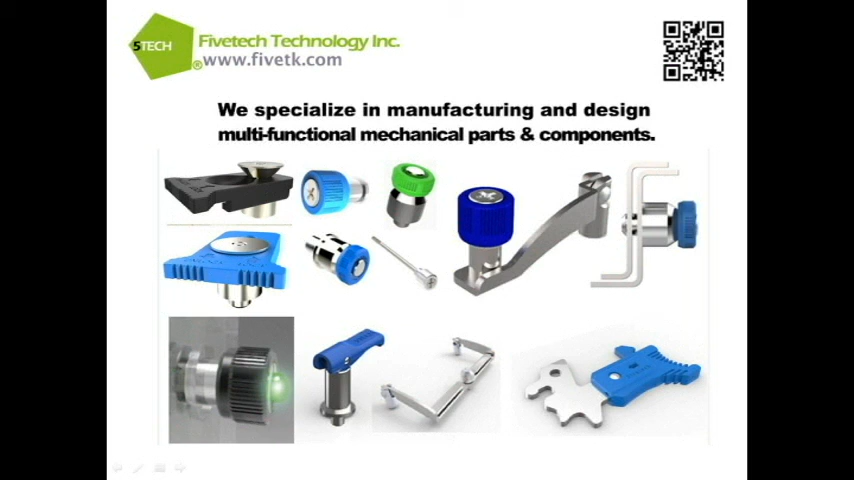 5TECH
Fivetech Technology Inc.
®www.fivetk.com
We specialize in manufacturing and design
multi-functional mechanical parts & components.